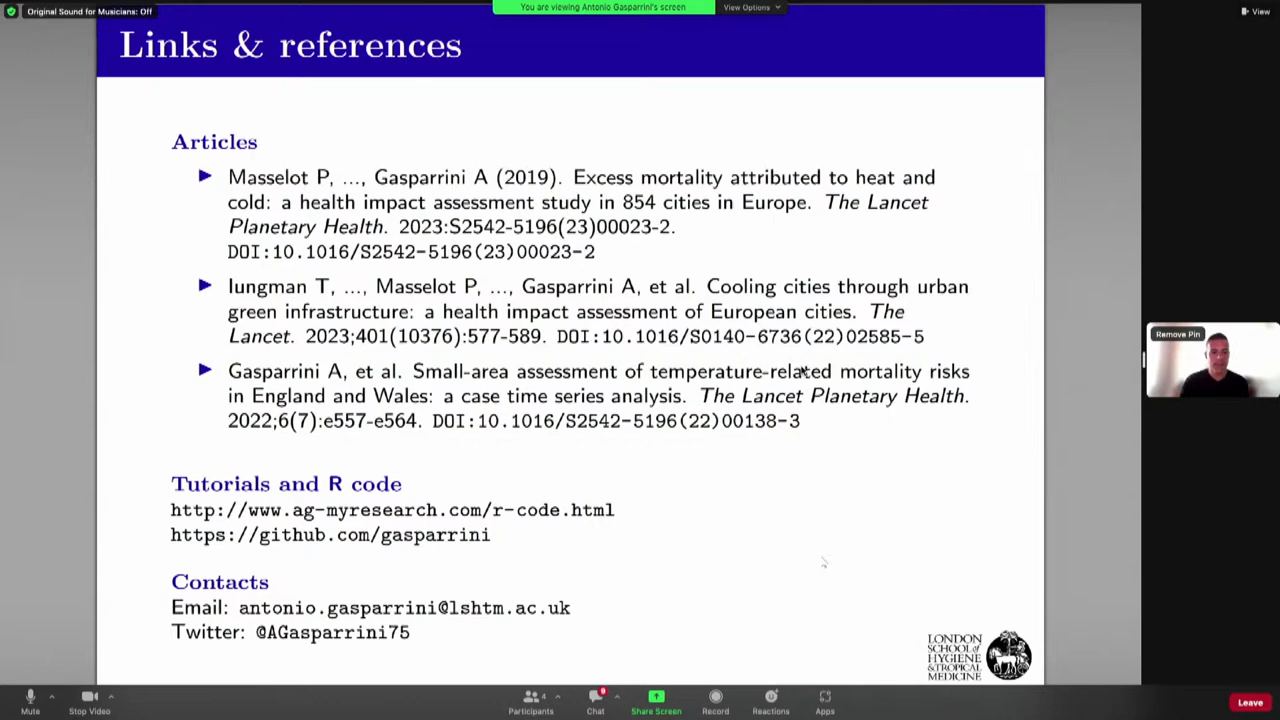 Original Sound for Musicians: Off
You are viewing Antonio Gasparrini's screen
View Options
View
Links & references
Articles
Masselot P, ..., Gasparrini A (2019). Excess mortality attributed to heat and
cold: a health impact assessment study in 854 cities in Europe. The Lancet
Planetary Health. 2023:S2542-5196(23)00023-2.
DOI:10.1016/S2542-5196(23)00023-2
Iungman T, ..., Masselot P, ..., Gasparrini A, et al. Cooling cities through urban
green infrastructure: a health impact assessment of European cities. The
Lancet. 2023;401(10376):577-589. DOI:10.1016/S0140-6736(22)02585-5
Gasparrini A, et al. Small-area assessment of temperature-related mortality risks
in England and Wales: a case time series analysis. The Lancet Planetary Health.
2022;6(7):e557-e564. DOI:10.1016/S2542-5196(22)00138-3
Remove Pin
Tutorials and R code
http://www.ag-myresearch.com/r-code.html
https://github.com/gasparrini
Contacts
Email: antonio.gasparrini@lshtm.ac.uk
Twitter: @AGasparrini75
LONDON
SCHOOL of
HYGIENE
& TROPICAL
MEDICINE
Mute
Stop Video
Participants
4
Chat
9
Share Screen
Record
Reactions
Apps
Leave